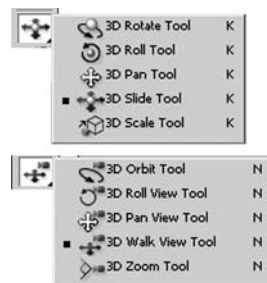 3D Rotate Tool K
3D Roll Tool K
3D Pan Tool K
3D Slide Tool K
3D Scale Tool K
3D Orbit Tool N
3D Roll View Tool N
3D Pan View Tool N
3D Walk View Tool N
3D Zoom Tool N